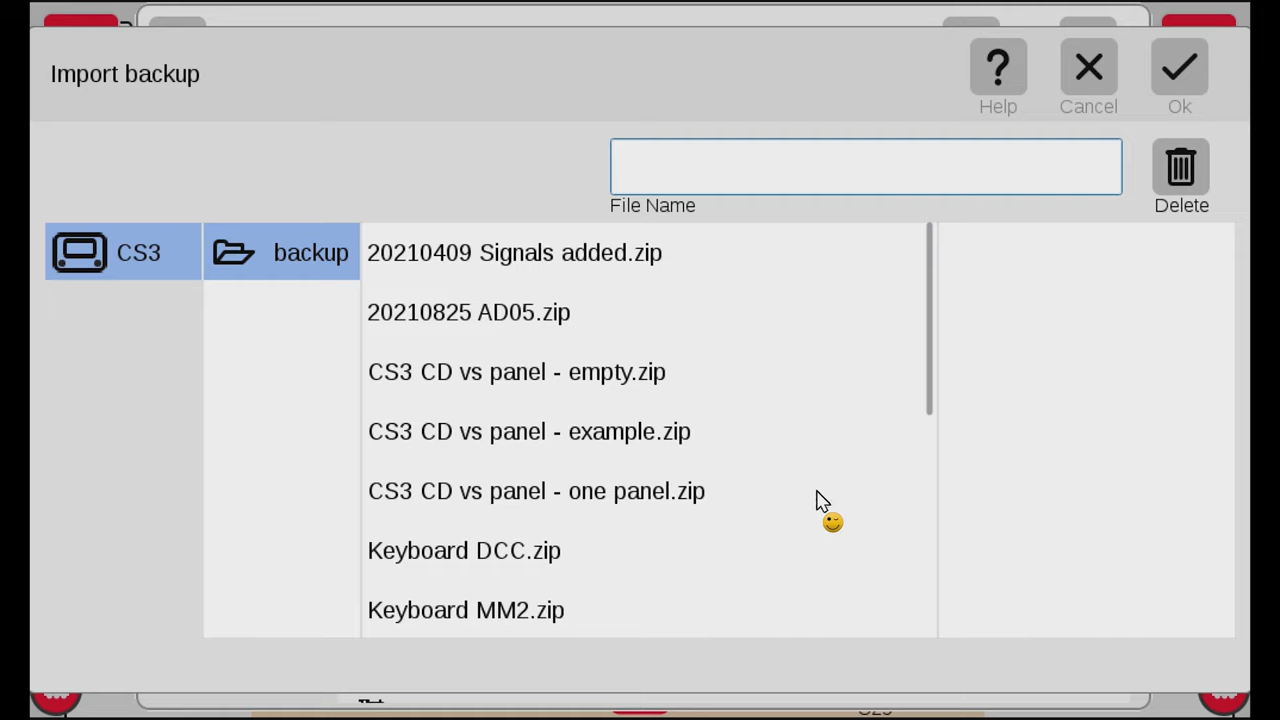 Import backup
Help
Cancel
Ok
File Name
Delete
CS3
backup
20210409 Signals added.zip
20210825 AD05.zip
CS3 CD vs panel - empty.zip
CS3 CD vs panel - example.zip
CS3 CD vs panel - one panel.zip
Keyboard DCC.zip
Keyboard MM2.zip